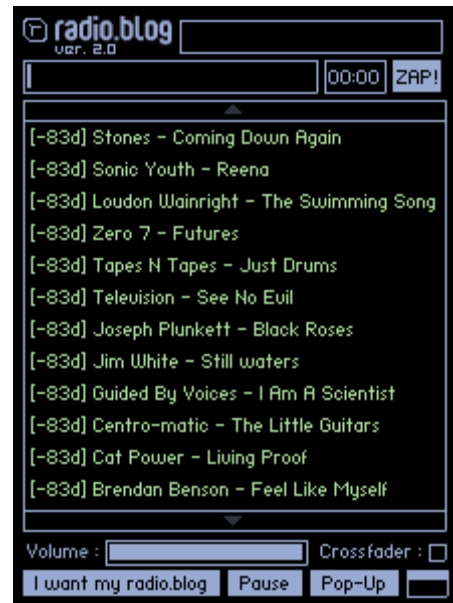 r radio.blog
ver. 2.0
00:00 ZAP!
[-83d] Stones - Coming Down Again
[-83d] Sonic Youth - Reena
[-83d] Loudon Wainright - The Swimming Song
[-83d] Zero 7 - Futures
[-83d] Tapes N Tapes - Just Drums
[-83d] Television - See No Evil
[-83d] Joseph Plunkett - Black Roses
[-83d] Jim White - Still waters
[-83d] Guided By Voices - I Am A Scientist
[-83d] Centro-matic - The Little Guitars
[-83d] Cat Power - Living Proof
[-83d] Brendan Benson - Feel Like Myself
Volume : Crossfader :
I want my radio.blog Pause Pop-Up